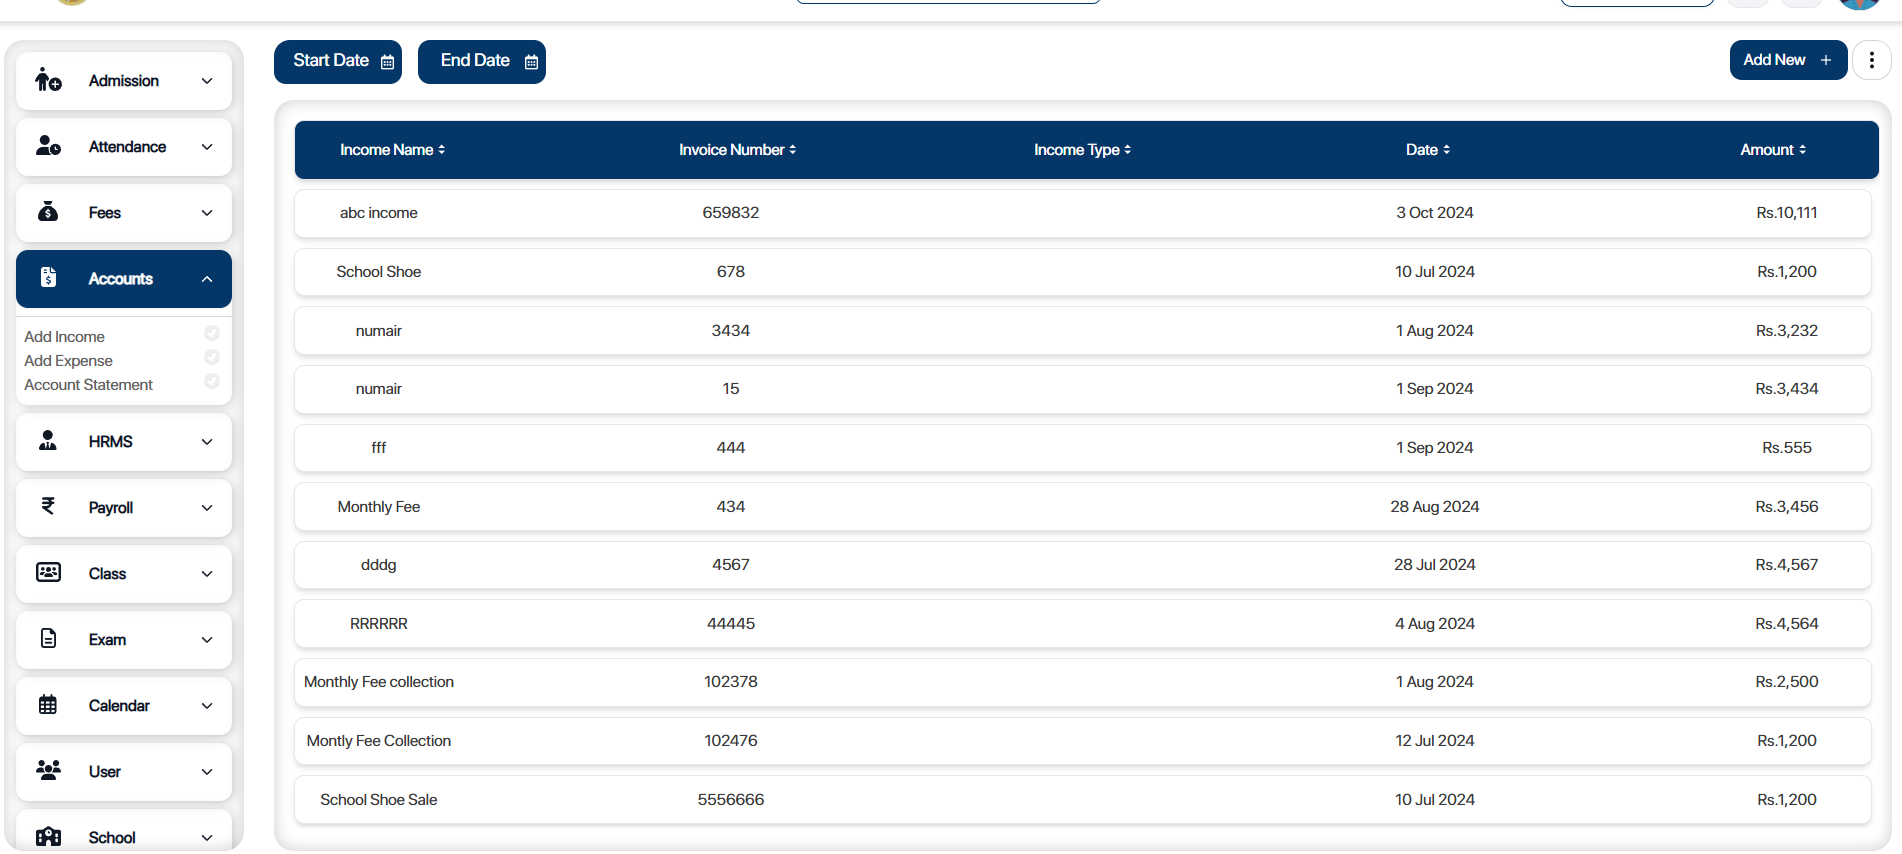 Start Date
End Date
Add New +
Admission
Attendance
Fees
Accounts
Add Income
Add Expense
Account Statement
HRMS
Payroll
Class
Exam
Calendar
User
School
Income Name Invoice Number Income Type Date Amount
abc income 659832 3 Oct 2024 Rs.10,111
School Shoe 678 10 Jul 2024 Rs.1,200
numair 3434 1 Aug 2024 Rs.3,232
numair 15 1 Sep 2024 Rs.3,434
fff 444 1 Sep 2024 Rs.555
Monthly Fee 434 28 Aug 2024 Rs.3,456
dddg 4567 28 Jul 2024 Rs.4,567
RRRRRR 44445 4 Aug 2024 Rs.4,564
Monthly Fee collection 102378 1 Aug 2024 Rs.2,500
Montly Fee Collection 102476 12 Jul 2024 Rs.1,200
School Shoe Sale 5556666 10 Jul 2024 Rs.1,200